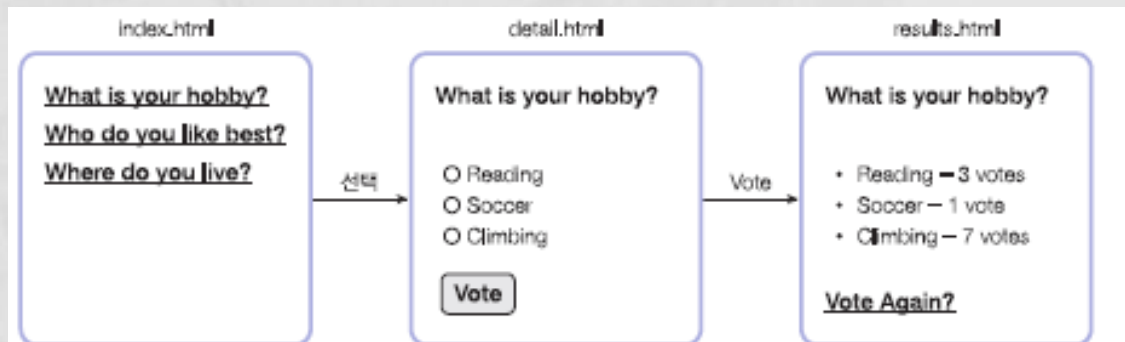 index.html
What is your hobby?
Who do you like best?
Where do you live?
선택
detail.html
What is your hobby?
Reading
Soccer
Climbing
Vote
Vote
results.html
What is your hobby?
• Reading – 3 votes
• Soccer – 1 vote
• Climbing – 7 votes
Vote Again?